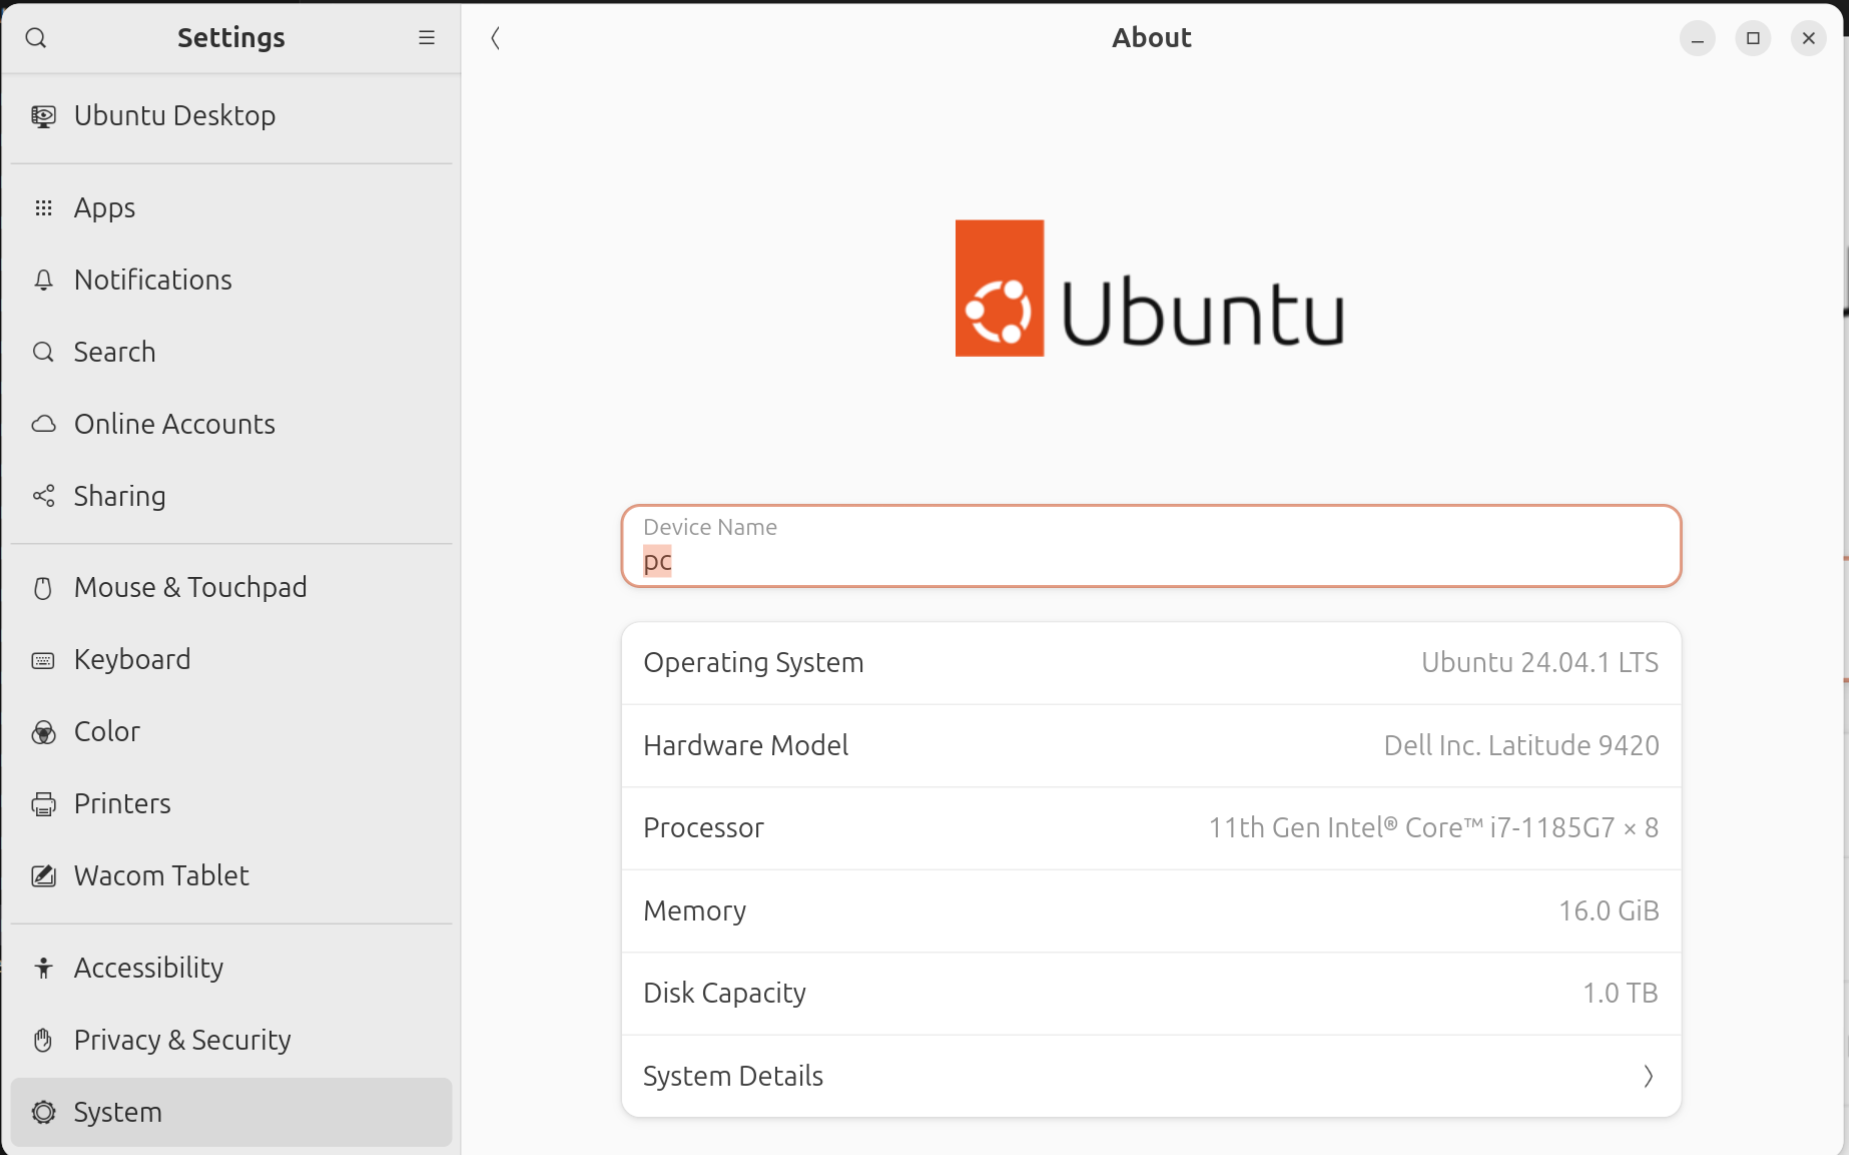 Settings
About
Ubuntu Desktop
Apps
Notifications
Search
Online Accounts
Sharing
Mouse & Touchpad
Keyboard
Color
Printers
Wacom Tablet
Accessibility
Privacy & Security
System
Ubuntu
Device Name
pc
Operating System Ubuntu 24.04.1 LTS
Hardware Model Dell Inc. Latitude 9420
Processor 11th Gen Intel® Core™ i7-1185G7 × 8
Memory 16.0 GiB
Disk Capacity 1.0 TB
System Details